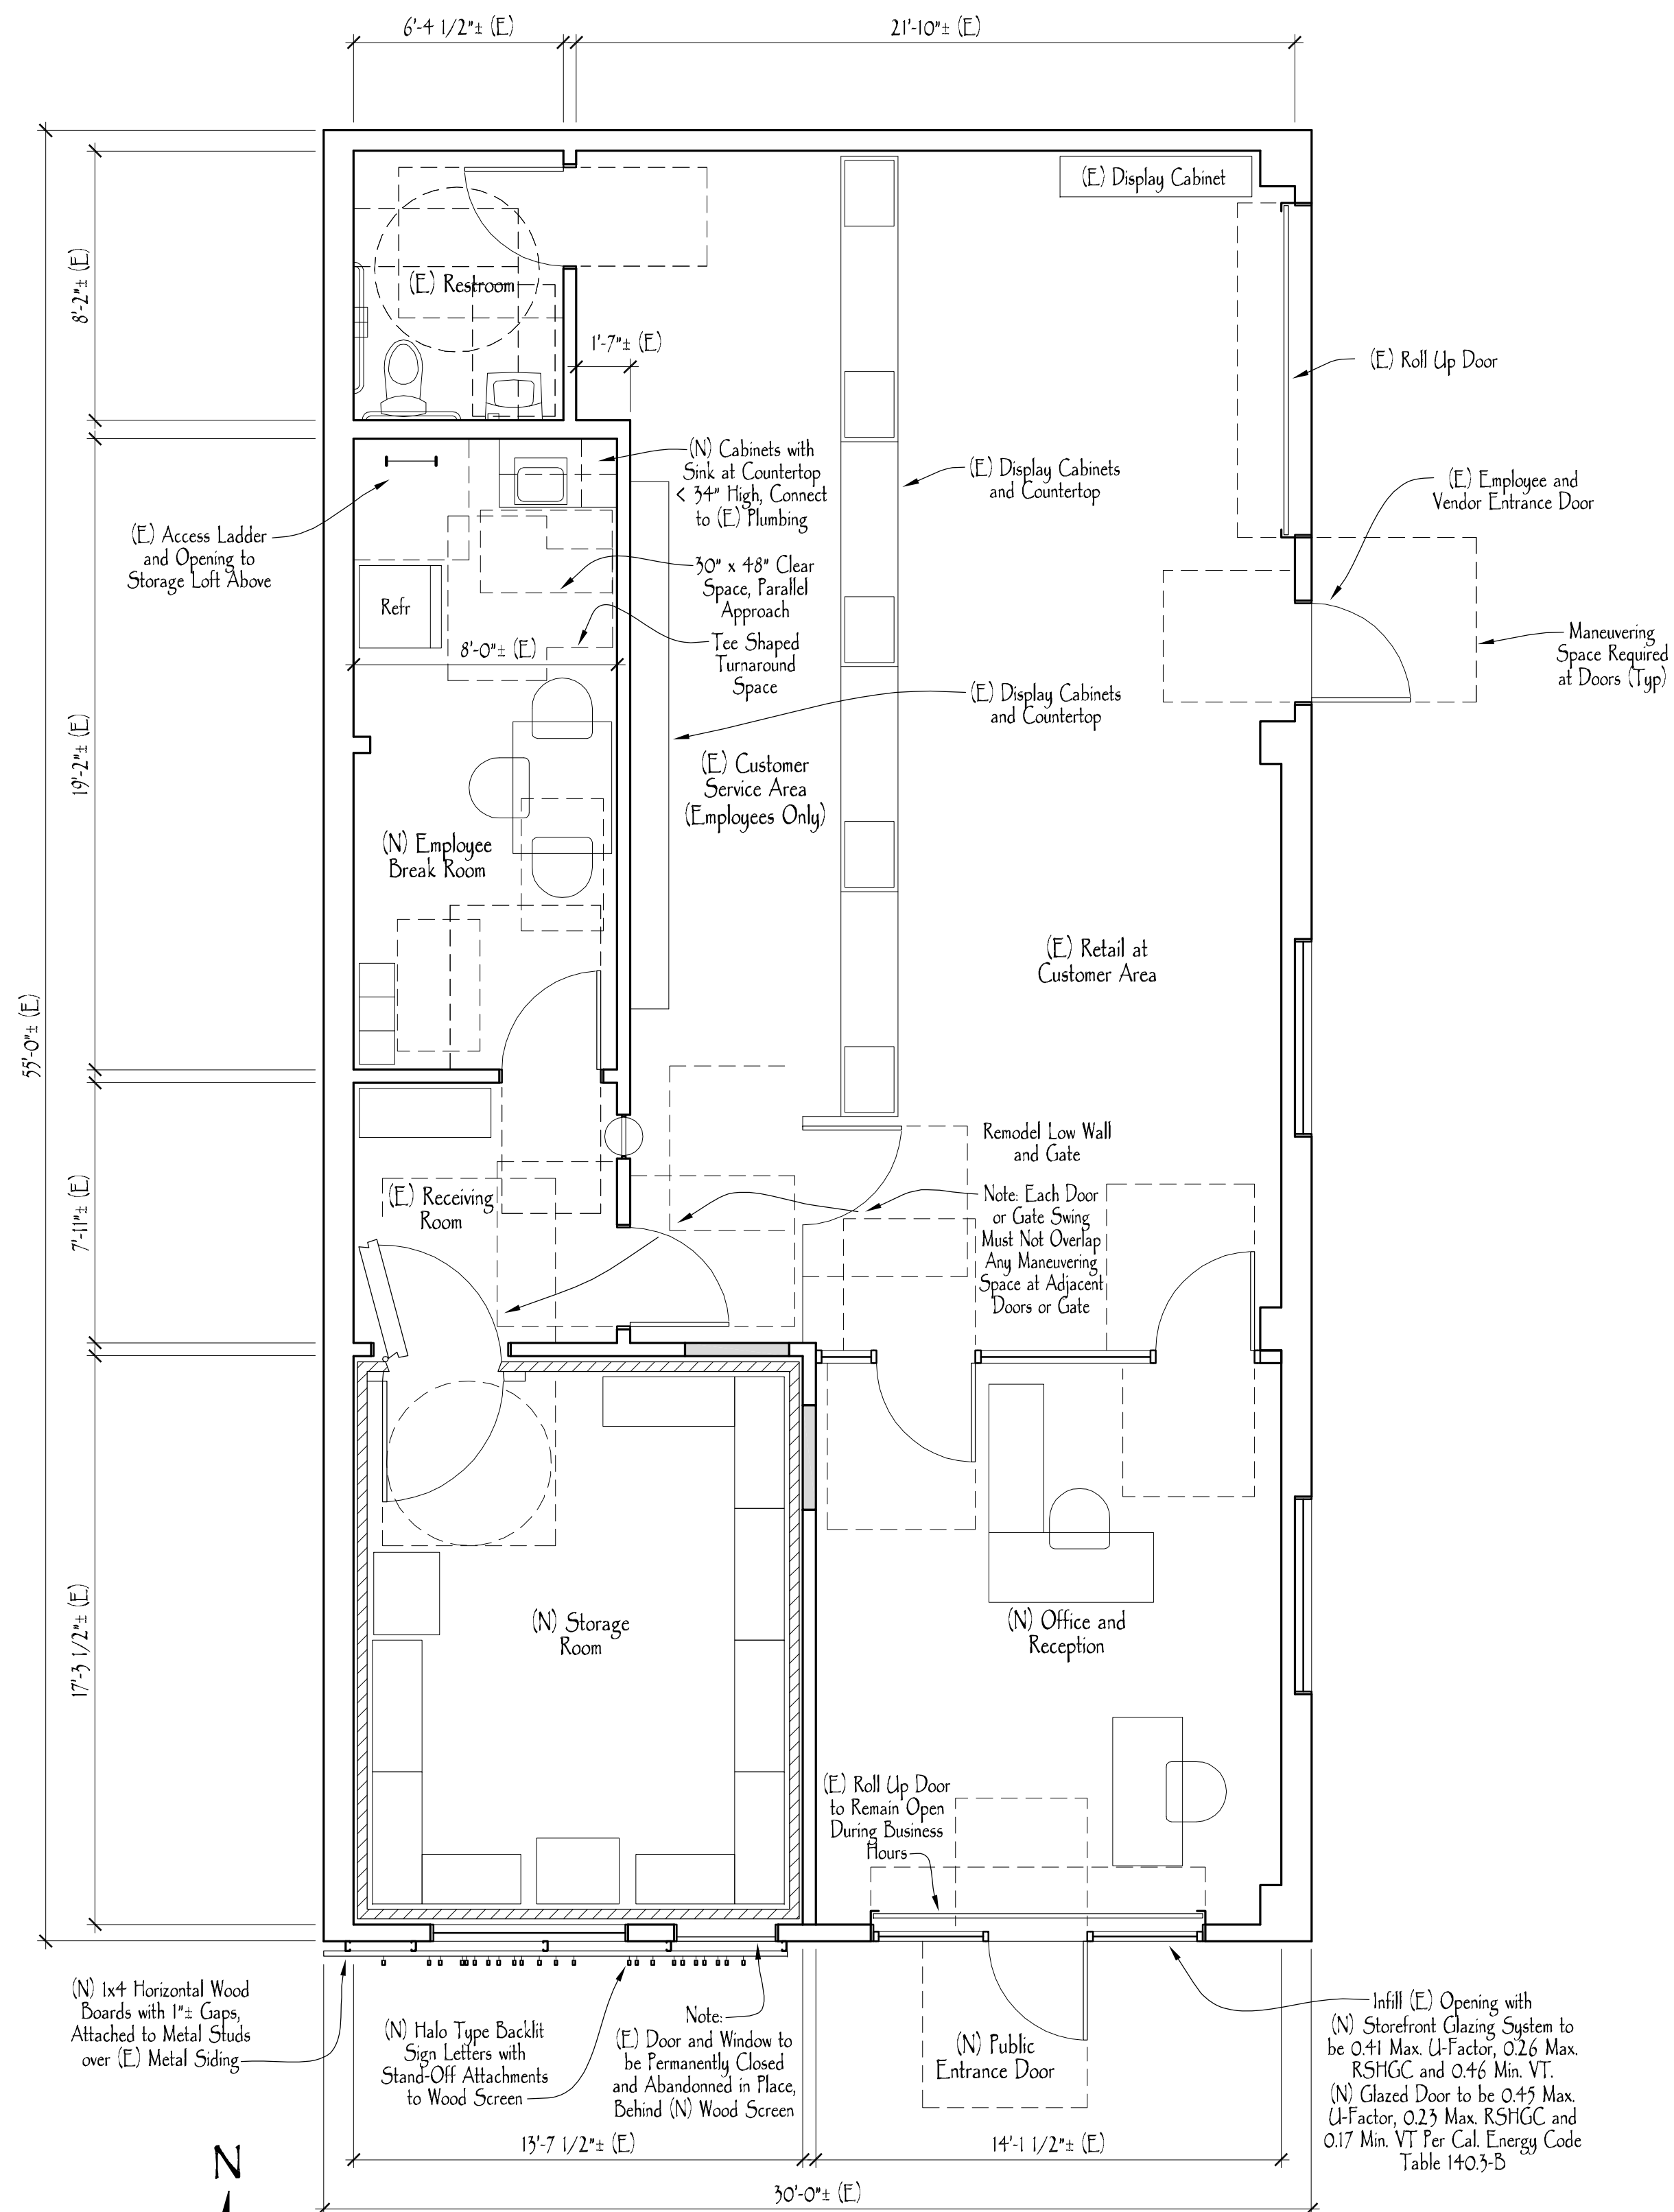 6'-4 1/2"± (E)
21'-10"± (E)
(E) Display Cabinet
8'-2"± (E)
(E) Restroom
1'-7"± (E)
(E) Roll Up Door
(N) Cabinets with
Sink at Countertop
< 34" High, Connect
to (E) Plumbing
(E) Display Cabinets
and Countertop
(E) Employee and
Vendor Entrance Door
(E) Access Ladder
and Opening to
Storage Loft Above
30" x 48" Clear
Space, Parallel
Approach
Refr
8'-0"± (E)
Tee Shaped
Turnaround
Space
Maneuvering
Space Required
at Doors (Typ)
(E) Display Cabinets
and Countertop
19'-2"± (E)
(E) Customer
Service Area
(Employees Only)
(N) Employee
Break Room
(E) Retail at
Customer Area
55'-0"± (E)
Remodel Low Wall
and Gate
7'-11"± (E)
(E) Receiving
Room
Note: Each Door
or Gate Swing
Must Not Overlap
Any Maneuvering
Space at Adjacent
Doors or Gate
17'-3 1/2"± (E)
(N) Storage
Room
(N) Office and
Reception
(E) Roll Up Door
to Remain Open
During Business
Hours
(N) 1x4 Horizontal Wood
Boards with 1"± Gaps,
Attached to Metal Studs
over (E) Metal Siding
(N) Halo Type Backlit
Sign Letters with
Stand-Off Attachments
to Wood Screen
Note:
(E) Door and Window to
be Permanently Closed
and Abandonned in Place,
Behind (N) Wood Screen
(N) Public
Entrance Door
Infill (E) Opening with
(N) Storefront Glazing System to
be 0.41 Max. U-Factor, 0.26 Max.
RSHGC and 0.46 Min. VT.
(N) Glazed Door to be 0.45 Max.
U-Factor, 0.23 Max. RSHGC and
0.17 Min. VT Per Cal. Energy Code
Table 140.3-B
13'-7 1/2"± (E)
14'-1 1/2"± (E)
N
30'-0"± (E)